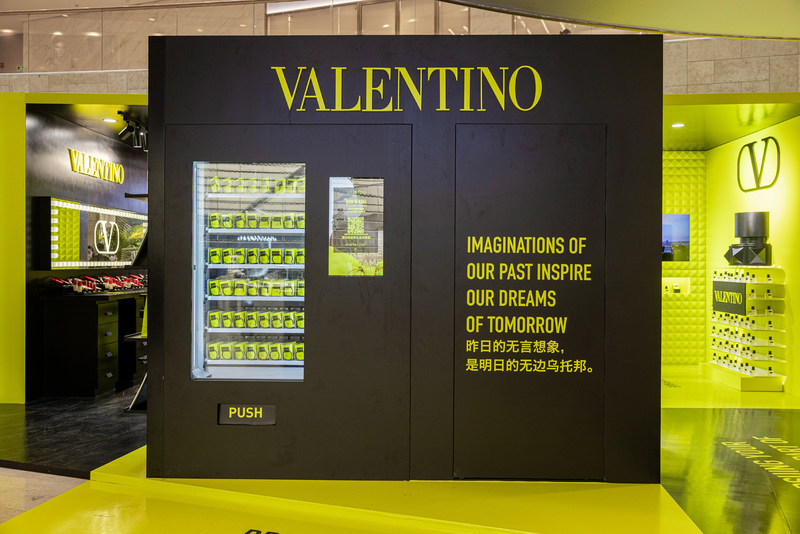 VALENTINO
VALENTINO
V
PUSH
IMAGINATIONS OF
OUR PAST INSPIRE
OUR DREAMS
OF TOMORROW
昨日的无言想象，
是明日的无边乌托邦。
V
VALENTINO